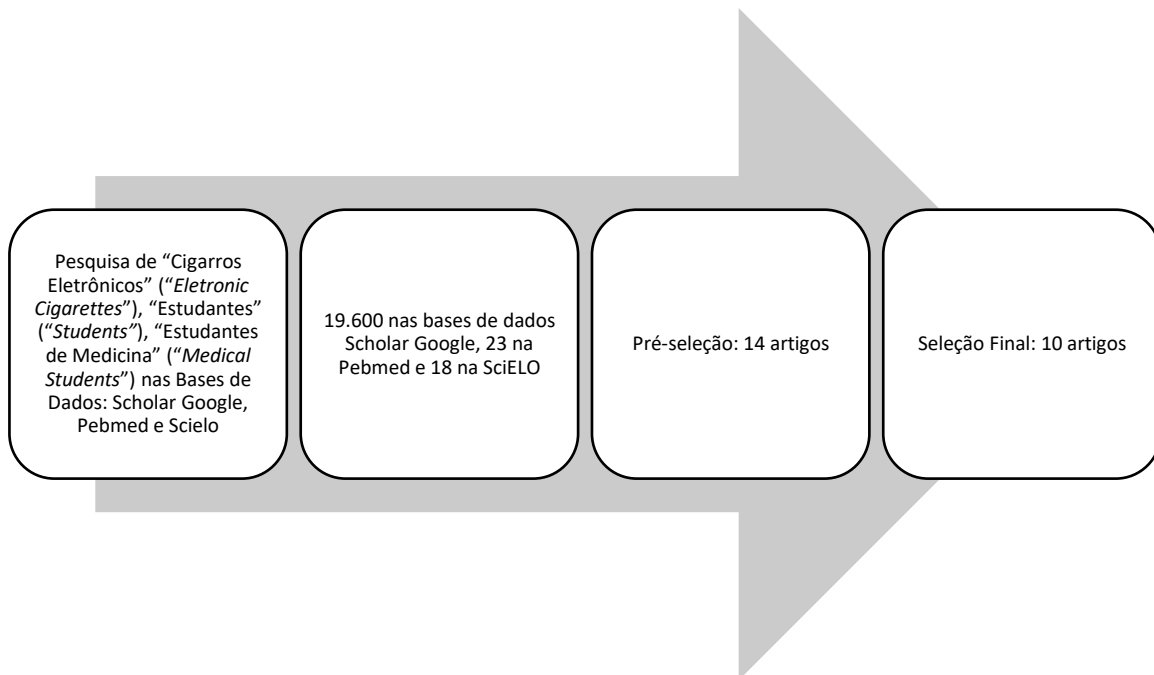 Pesquisa de “Cigarros
Eletrônicos” (“Eletronic
Cigarettes”), “Estudantes”
(“Students”), “Estudantes
de Medicina” (“Medical
Students”) nas Bases de
Dados: Scholar Google,
Pebmed e Scielo
19.600 nas bases de dados
Scholar Google, 23 na
Pebmed e 18 na SciELO
Pré-seleção: 14 artigos
Seleção Final: 10 artigos